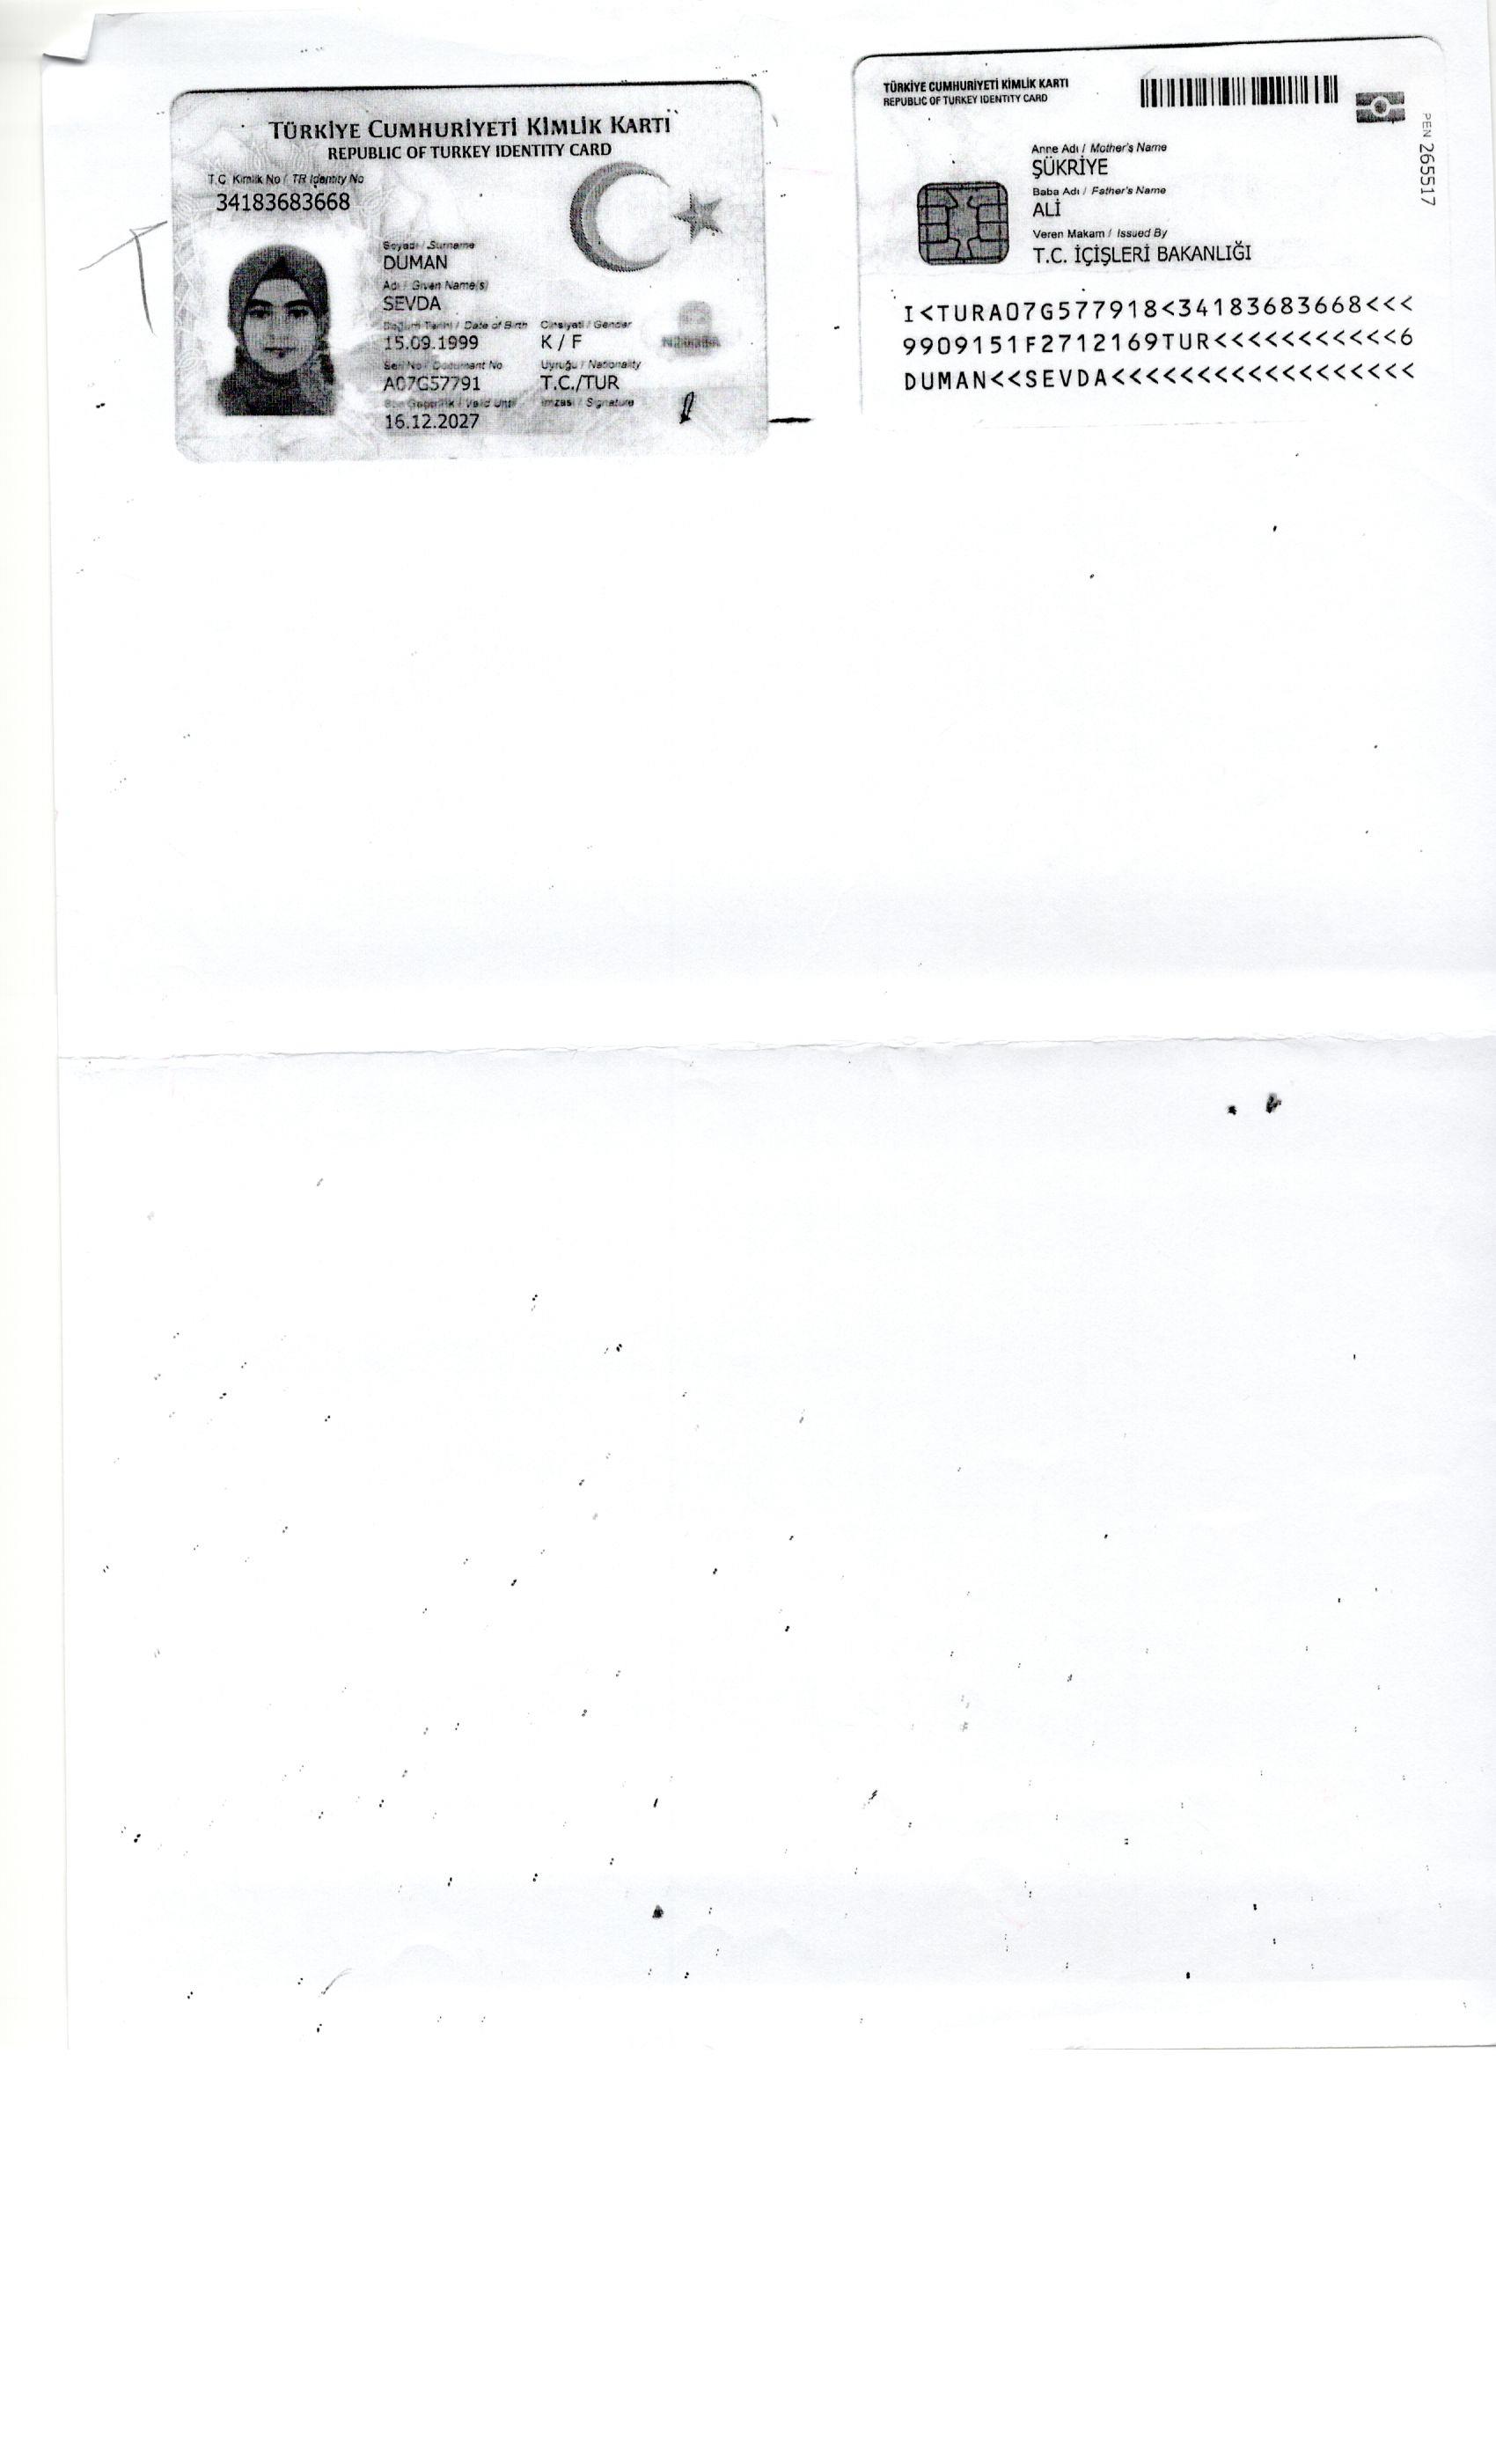 TÜRKİYE CUMHURİYETİ KİMLİK KARTI
REPUBLIC OF TURKEY IDENTITY CARD
T.C. Kimlik No / TR Identity No
34183683668
Soyadı / Surname
DUMAN
Adı / Given Name(s)
SEVDA
Doğum Tarihi / Date of Birth Cinsiyeti / Gender
15.09.1999 K / F
Seri No / Document No Uyruğu / Nationality
A07G57791 T.C./TUR
Son Geçerlilik / Valid Until İmzası / Signature
16.12.2027
TÜRKİYE CUMHURİYETİ KİMLİK KARTI
REPUBLIC OF TURKEY IDENTITY CARD
Anne Adı / Mother's Name
ŞÜKRİYE
Baba Adı / Father's Name
ALİ
Veren Makam / Issued By
T.C. İÇİŞLERİ BAKANLIĞI
I<TURA07G577918<34183683668<<<
9909151F2712169TUR<<<<<<<<<<<6
DUMAN<<SEVDA<<<<<<<<<<<<<<<<<<
PEN 265517